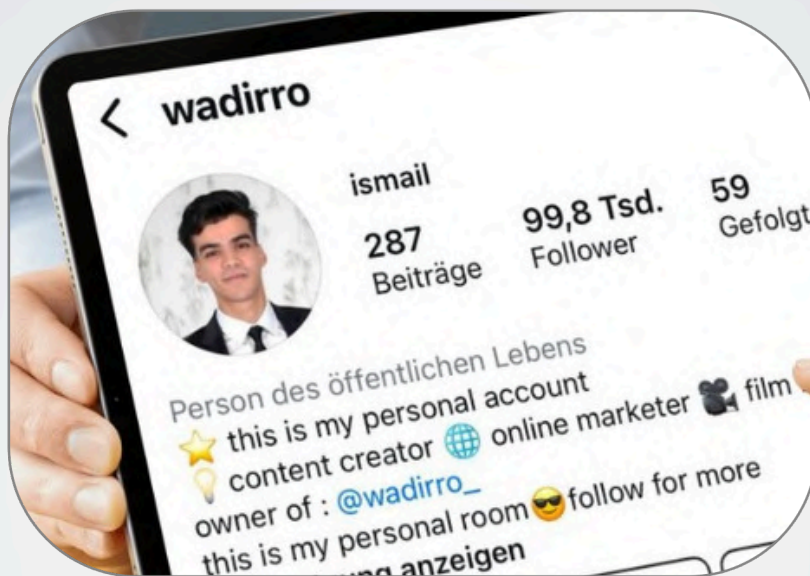 wadirro
ismail
287
Beiträge
99,8 Tsd.
Follower
59
Gefolgt
Person des öffentlichen Lebens
⭐ this is my personal account
💡 content creator 🌐 online marketer 🎥 film
owner of : @wadirro_
this is my personal room 😎 follow for more
anzeigen